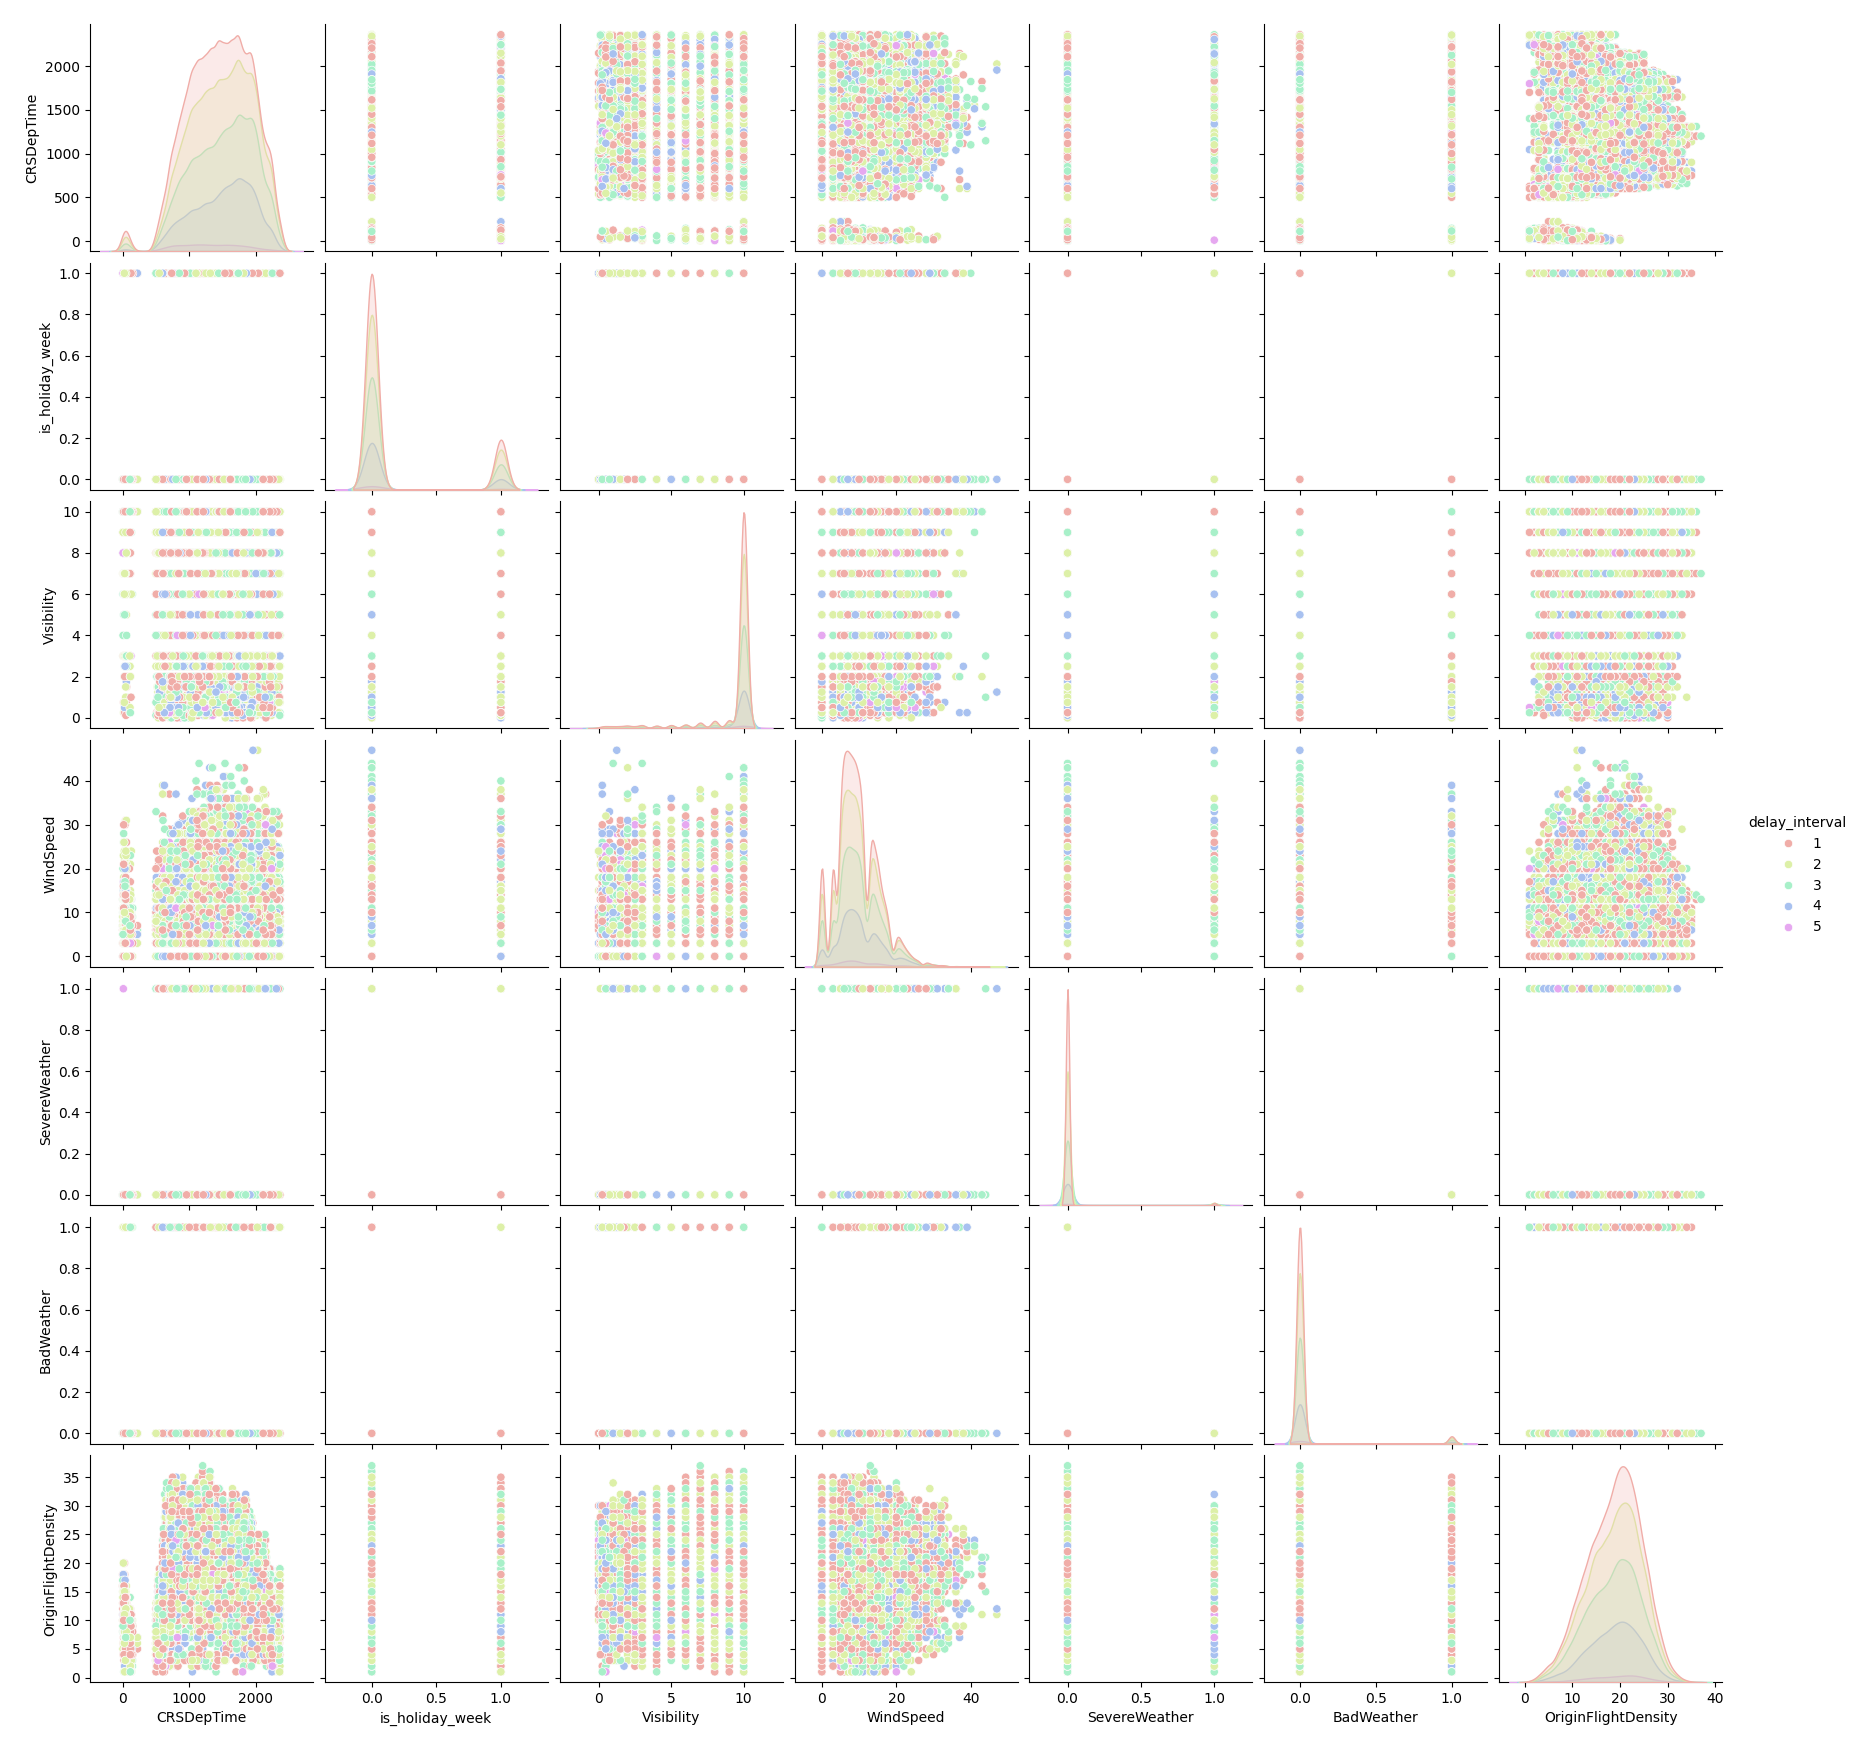 CRSDepTime
2000
1500
1000
500
0
is_holiday_week
1.0
0.8
0.6
0.4
0.2
0.0
Visibility
10
8
6
4
2
0
WindSpeed
40
30
20
10
0
SevereWeather
1.0
0.8
0.6
0.4
0.2
0.0
BadWeather
1.0
0.8
0.6
0.4
0.2
0.0
OriginFlightDensity
35
30
25
20
15
10
5
0
0 1000 2000
CRSDepTime
0.0 0.5 1.0
is_holiday_week
0 5 10
Visibility
0 20 40
WindSpeed
0.0 0.5 1.0
SevereWeather
0.0 0.5 1.0
BadWeather
0 10 20 30 40
OriginFlightDensity
delay_interval
1
2
3
4
5